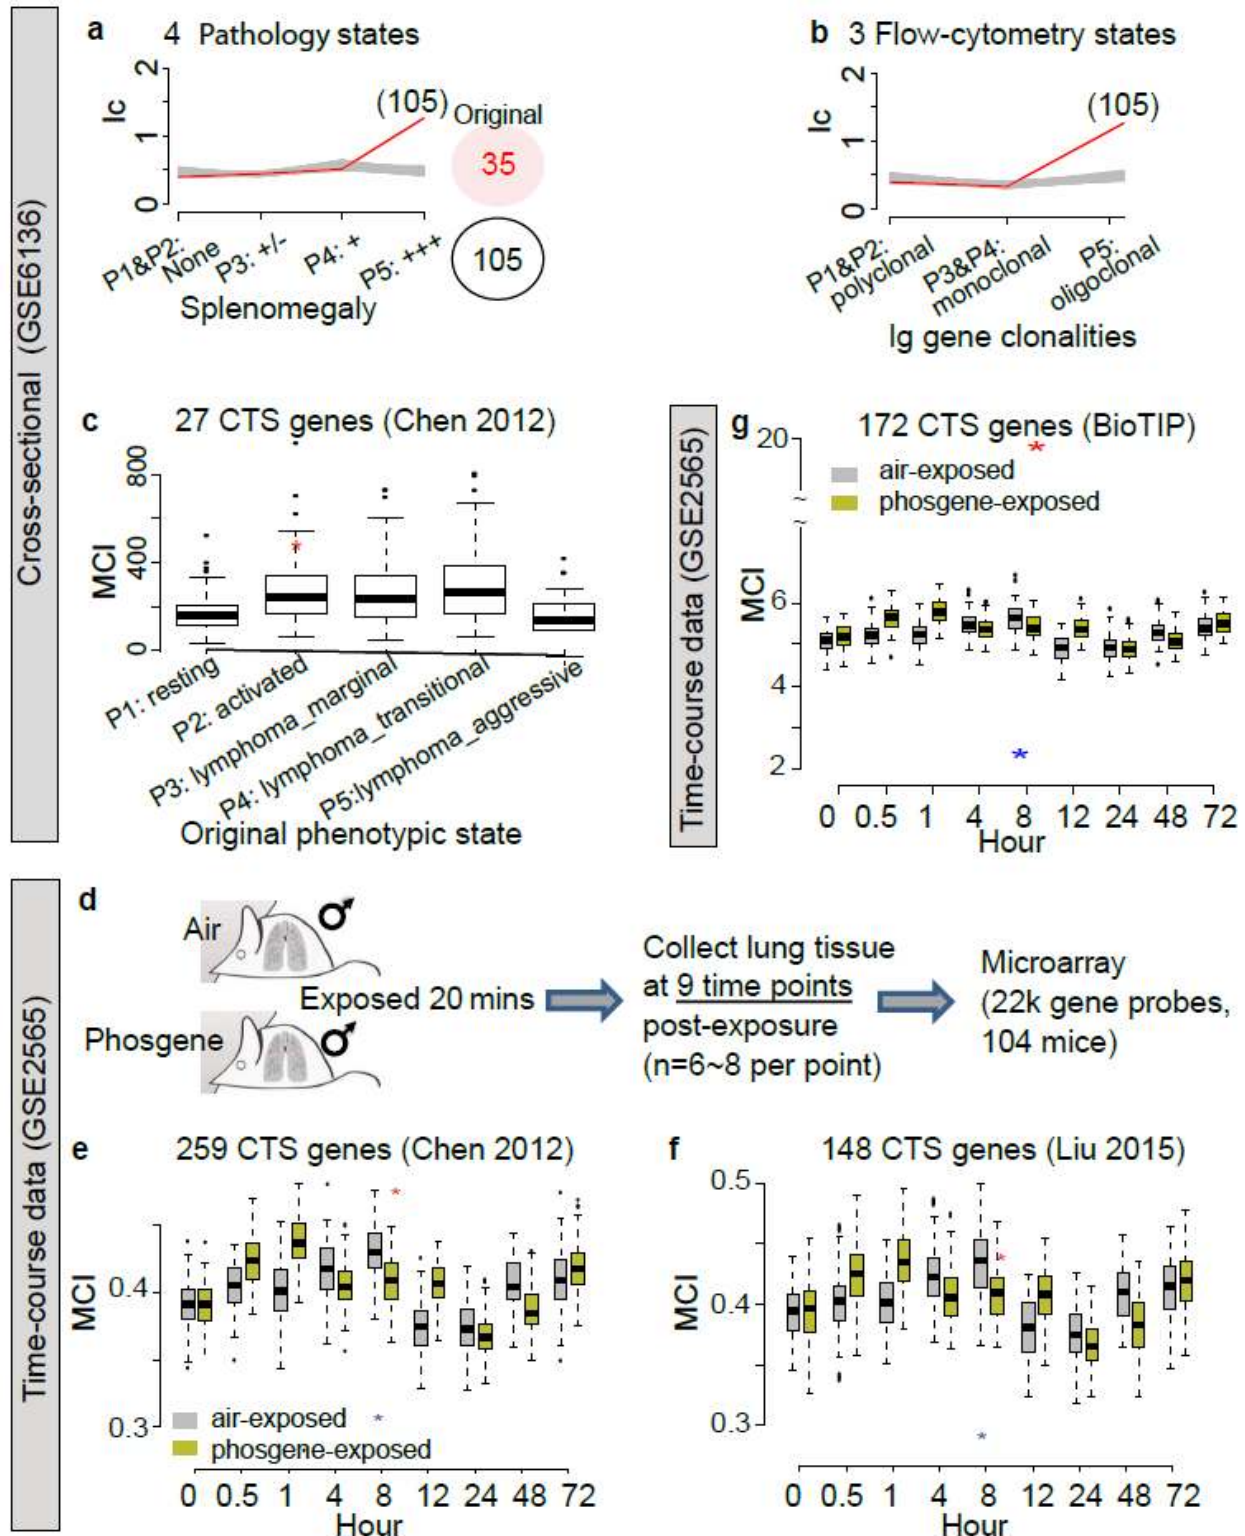 Cross-sectional (GSE6136)
a 4 Pathology states
Ic
2
1
0
(105)
Original
35
105
P1&P2: None
P3: +/-
P4: +
P5: +++
Splenomegaly
b 3 Flow-cytometry states
Ic
2
1
0
(105)
P1&P2: polyclonal
P3&P4: monoclonal
P5: oligoclonal
Ig gene clonalities
c 27 CTS genes (Chen 2012)
MCI
800
400
0
P1: resting
P2: activated
P3: lymphoma_marginal
P4: lymphoma_transitional
P5:lymphoma_aggressive
Original phenotypic state
Time-course data (GSE2565)
g 172 CTS genes (BioTIP)
20
~
~
6
4
2
MCI
*
air-exposed
phosgene-exposed
*
0 0.5 1 4 8 12 24 48 72
Hour
Time-course data (GSE2565)
d
Air
Phosgene
♂
♂
Exposed 20 mins
Collect lung tissue
at 9 time points
post-exposure
(n=6~8 per point)
Microarray
(22k gene probes,
104 mice)
e 259 CTS genes (Chen 2012)
MCI
0.4
0.3
*
air-exposed *
phosgene-exposed
0 0.5 1 4 8 12 24 48 72
Hour
f 148 CTS genes (Liu 2015)
MCI
0.5
0.4
0.3
*
*
0 0.5 1 4 8 12 24 48 72
Hour